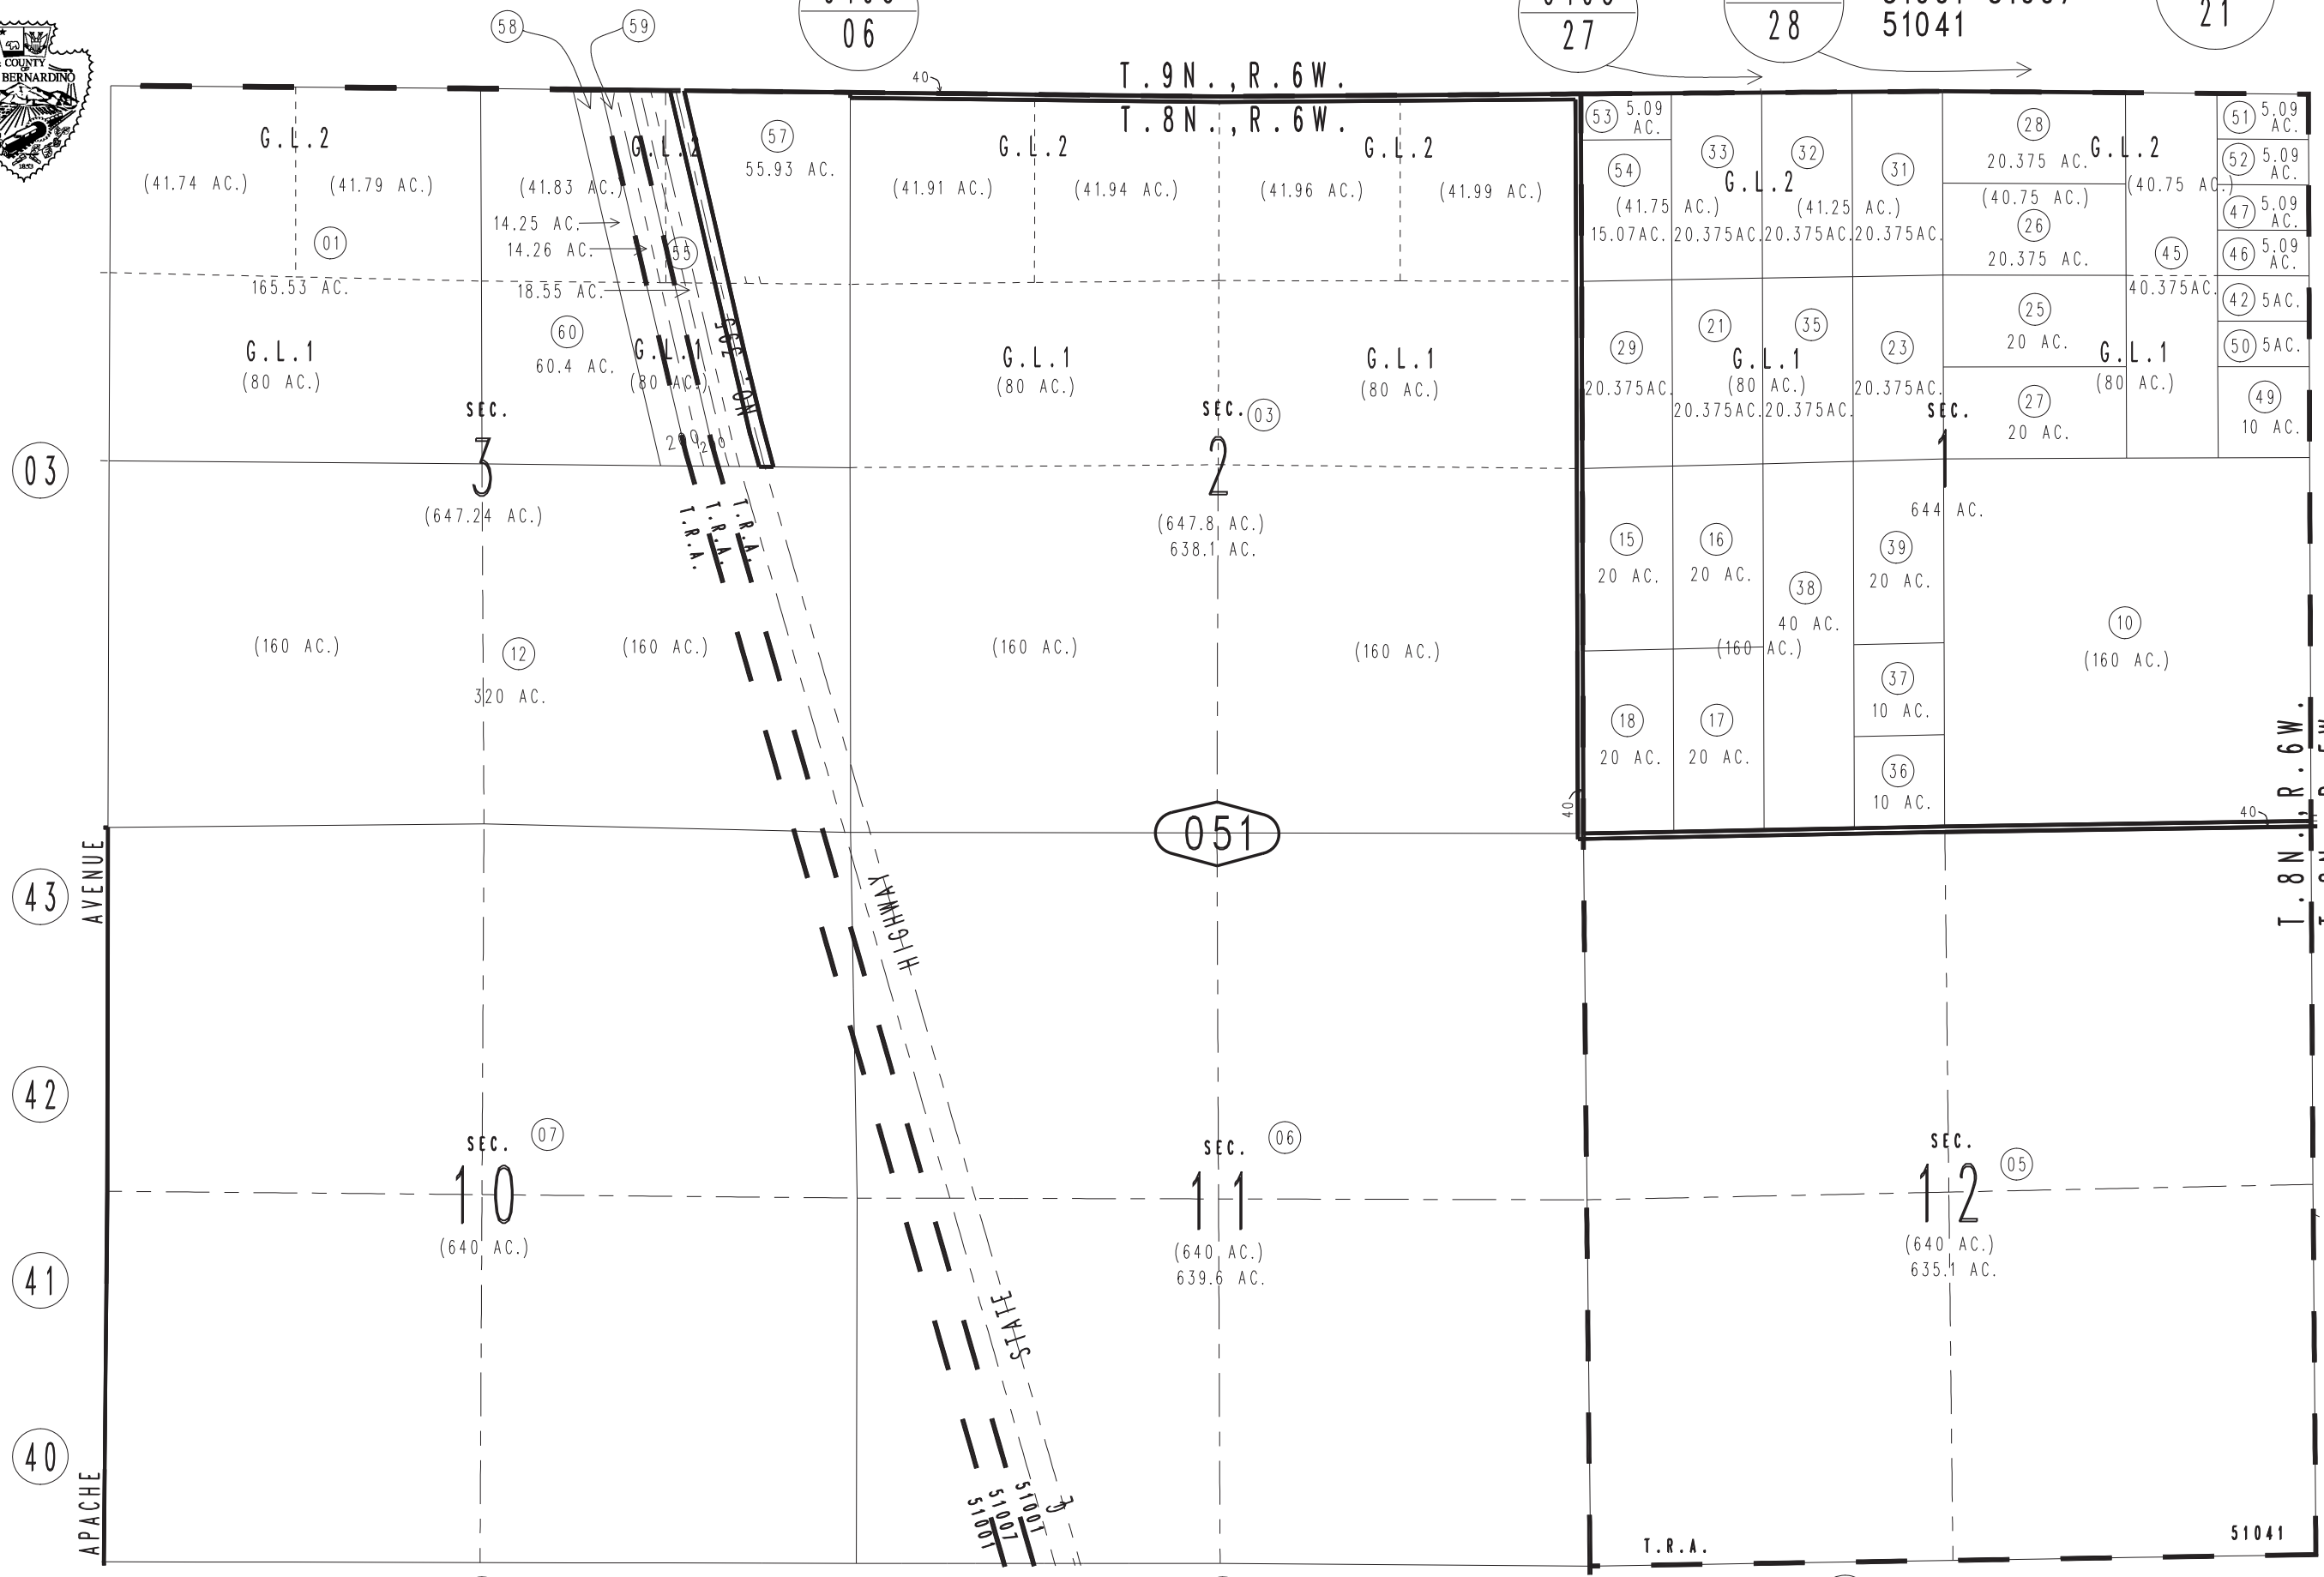 58
59
06
27
28
51041
21
COUNTY
OF
BERNARDINO
1853
T.9N.,R.6W.
T.8N.,R.6W.
40
G.L.2
(41.74 AC.)
(41.79 AC.)
01
165.53 AC.
G.L.1
(80 AC.)
G.L.2
(41.83 AC.)
14.25 AC.
14.26 AC.
55
18.55 AC.
60
60.4 AC.
G.L.1
(80 AC.)
57
55.93 AC.
NO. 395
SEC.
3
(647.24 AC.)
T.R.A.
T.R.A.
T.R.A.
(160 AC.)
12
320 AC.
(160 AC.)
G.L.2
(41.91 AC.)
(41.94 AC.)
G.L.2
(41.96 AC.)
(41.99 AC.)
G.L.1
(80 AC.)
G.L.1
(80 AC.)
SEC.
03
2
(647.8 AC.)
638.1 AC.
(160 AC.)
(160 AC.)
53
5.09
AC.
54
33
32
31
G.L.2
(41.75 AC.)
(41.25 AC.)
15.07AC.
20.375AC.
20.375AC.
20.375AC.
28
20.375 AC.
G.L.2
(40.75 AC.)
(40.75 AC.)
26
20.375 AC.
45
40.375AC.
51
5.09
AC.
52
5.09
AC.
47
5.09
AC.
46
5.09
AC.
42
5AC.
50
5AC.
49
10 AC.
29
20.375AC.
21
20.375AC.
35
20.375AC.
23
20.375AC.
G.L.1
(80 AC.)
25
20 AC.
27
20 AC.
G.L.1
(80 AC.)
SEC.
1
644 AC.
15
20 AC.
16
20 AC.
38
40 AC.
39
20 AC.
(160 AC.)
18
20 AC.
17
20 AC.
37
10 AC.
36
10 AC.
10
(160 AC.)
40
40
T.8N.,R.6W.
03
43
42
41
40
AVENUE
APACHE
051
HIGHWAY
STATE
SEC.
07
10
(640 AC.)
SEC.
06
11
(640 AC.)
639.6 AC.
SEC.
05
12
(640 AC.)
635.1 AC.
51001
51007
51001
T.R.A.
51041